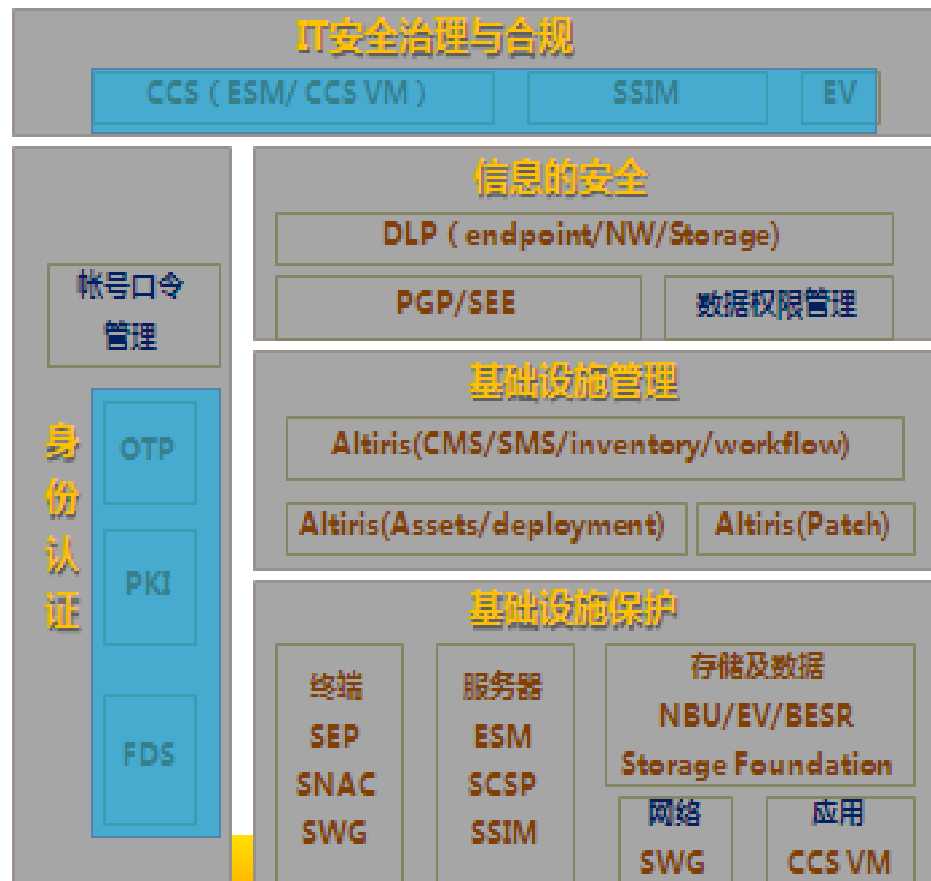 IT安全治理与合规
CCS ( ESM/ CCS VM )
SSIM
EV
帐号口令
管理
身份认证
OTP
PKI
FDS
信息的安全
DLP ( endpoint/NW/Storage)
PGP/SEE
数据权限管理
基础设施管理
Altiris(CMS/SMS/inventory/workflow)
Altiris(Assets/deployment)
Altiris(Patch)
基础设施保护
终端
SEP
SNAC
SWG
服务器
ESM
SCSP
SSIM
存储及数据
NBU/EV/BESR
Storage Foundation
网络
SWG
应用
CCS VM